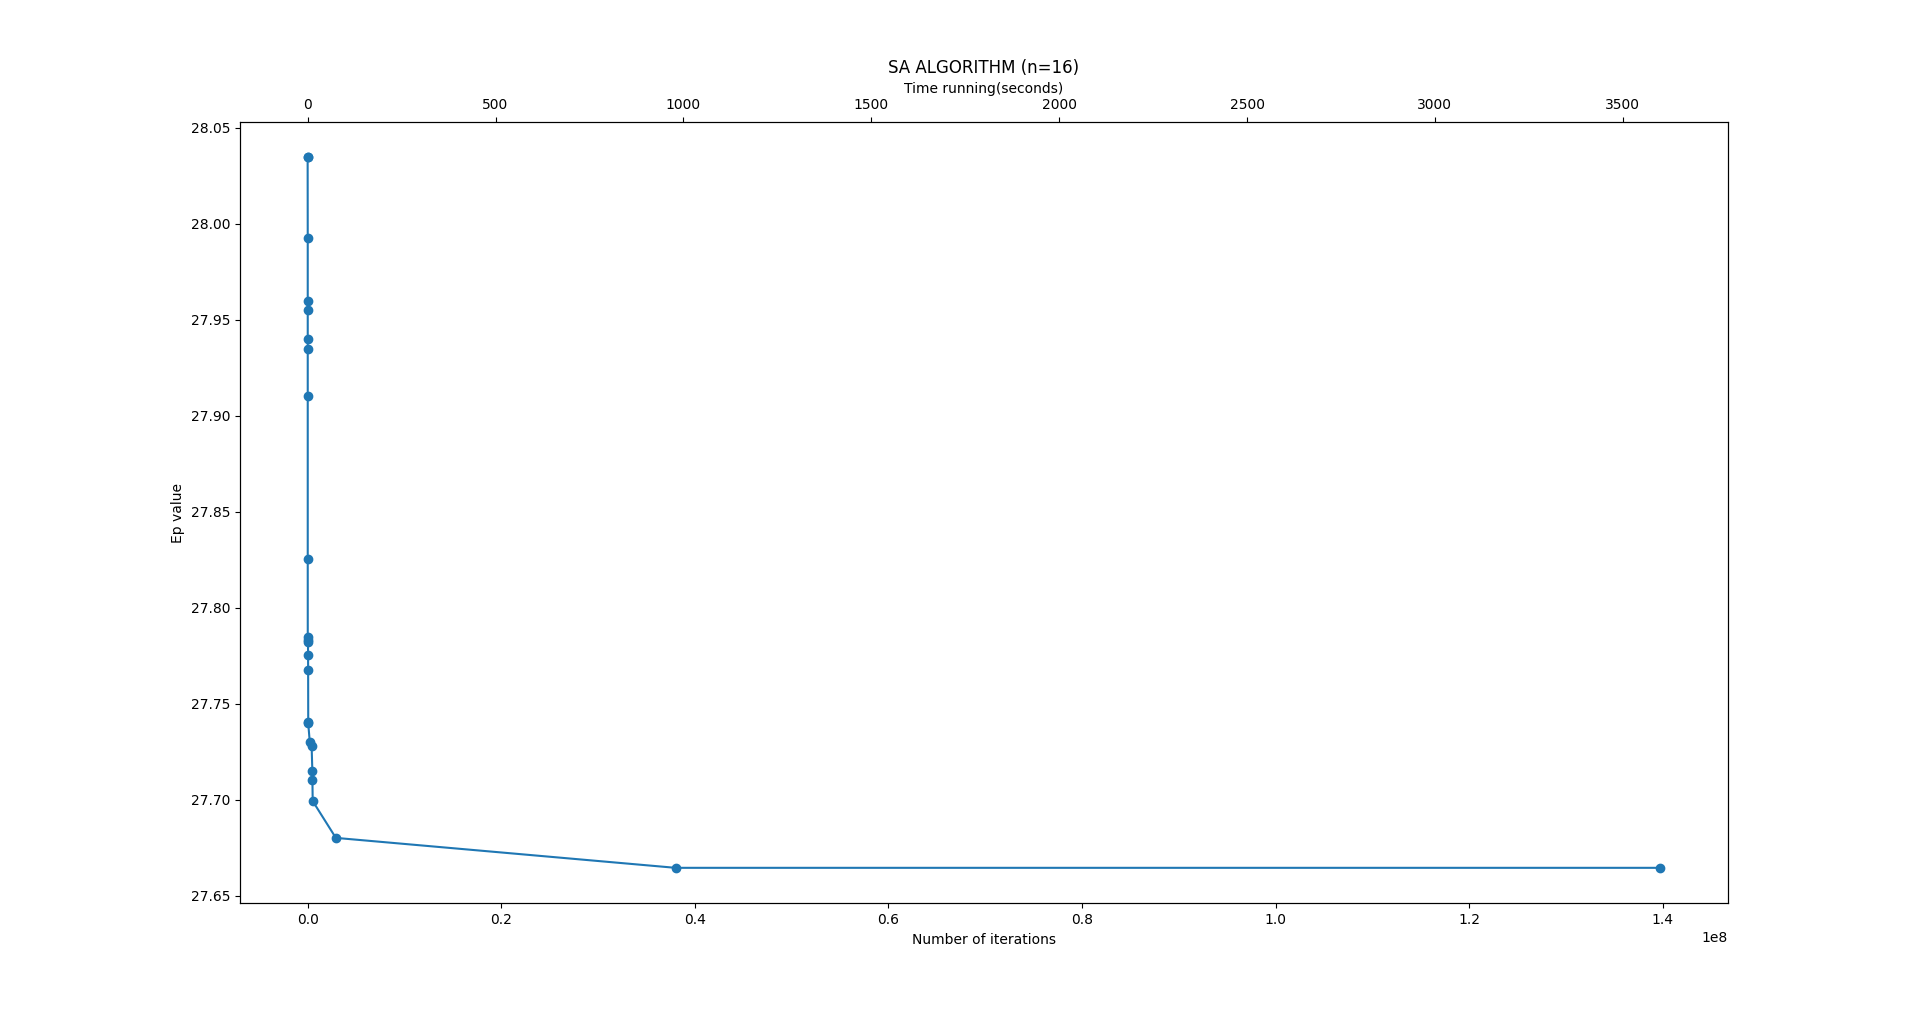 SA ALGORITHM (n=16)
Time running(seconds)
0 500 1000 1500 2000 2500 3000 3500
28.05
28.00
27.95
27.90
27.85
Ep value
27.80
27.75
27.70
27.65
0.0 0.2 0.4 0.6 0.8 1.0 1.2 1.4
Number of iterations
1e8